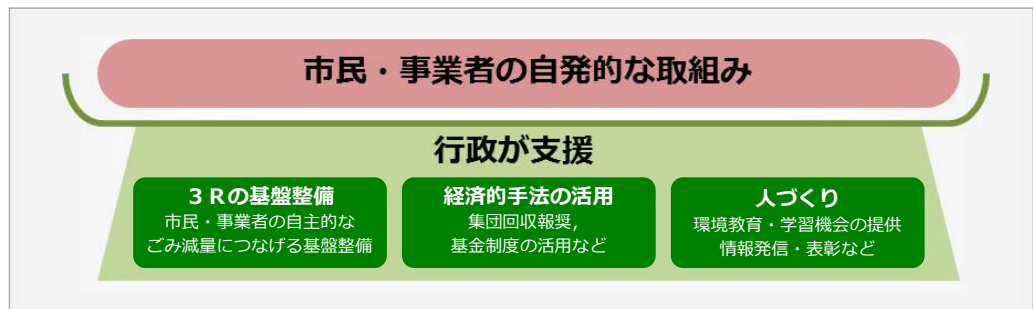 市民・事業者の自発的な取組み
行政が支援
３Ｒの基盤整備
市民・事業者の自主的な
ごみ減量につなげる基盤整備
経済的手法の活用
集団回収報奨，
基金制度の活用など
人づくり
環境教育・学習機会の提供
情報発信・表彰など